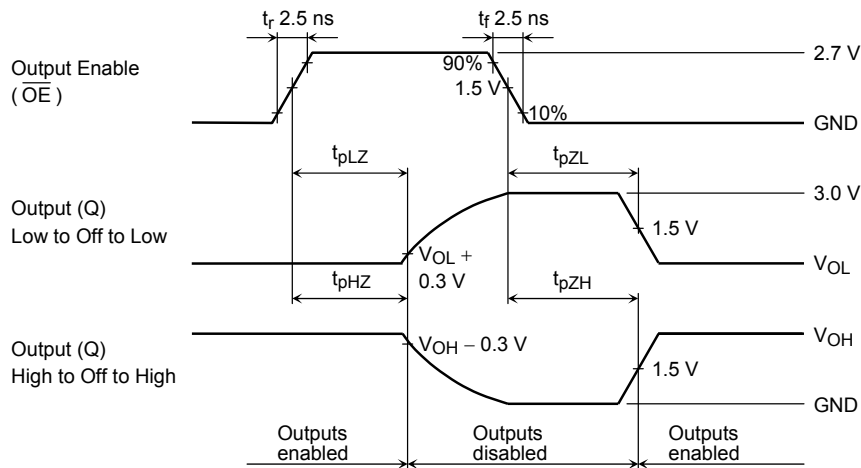 tr 2.5 ns
tf 2.5 ns
Output Enable
( OE )
90%
1.5 V
10%
2.7 V
GND
tpLZ
tpZL
3.0 V
Output (Q)
Low to Off to Low
1.5 V
VOL +
0.3 V
VOL
tpHZ
tpZH
Output (Q)
High to Off to High
VOH − 0.3 V
VOH
1.5 V
GND
Outputs
enabled
Outputs
disabled
Outputs
enabled